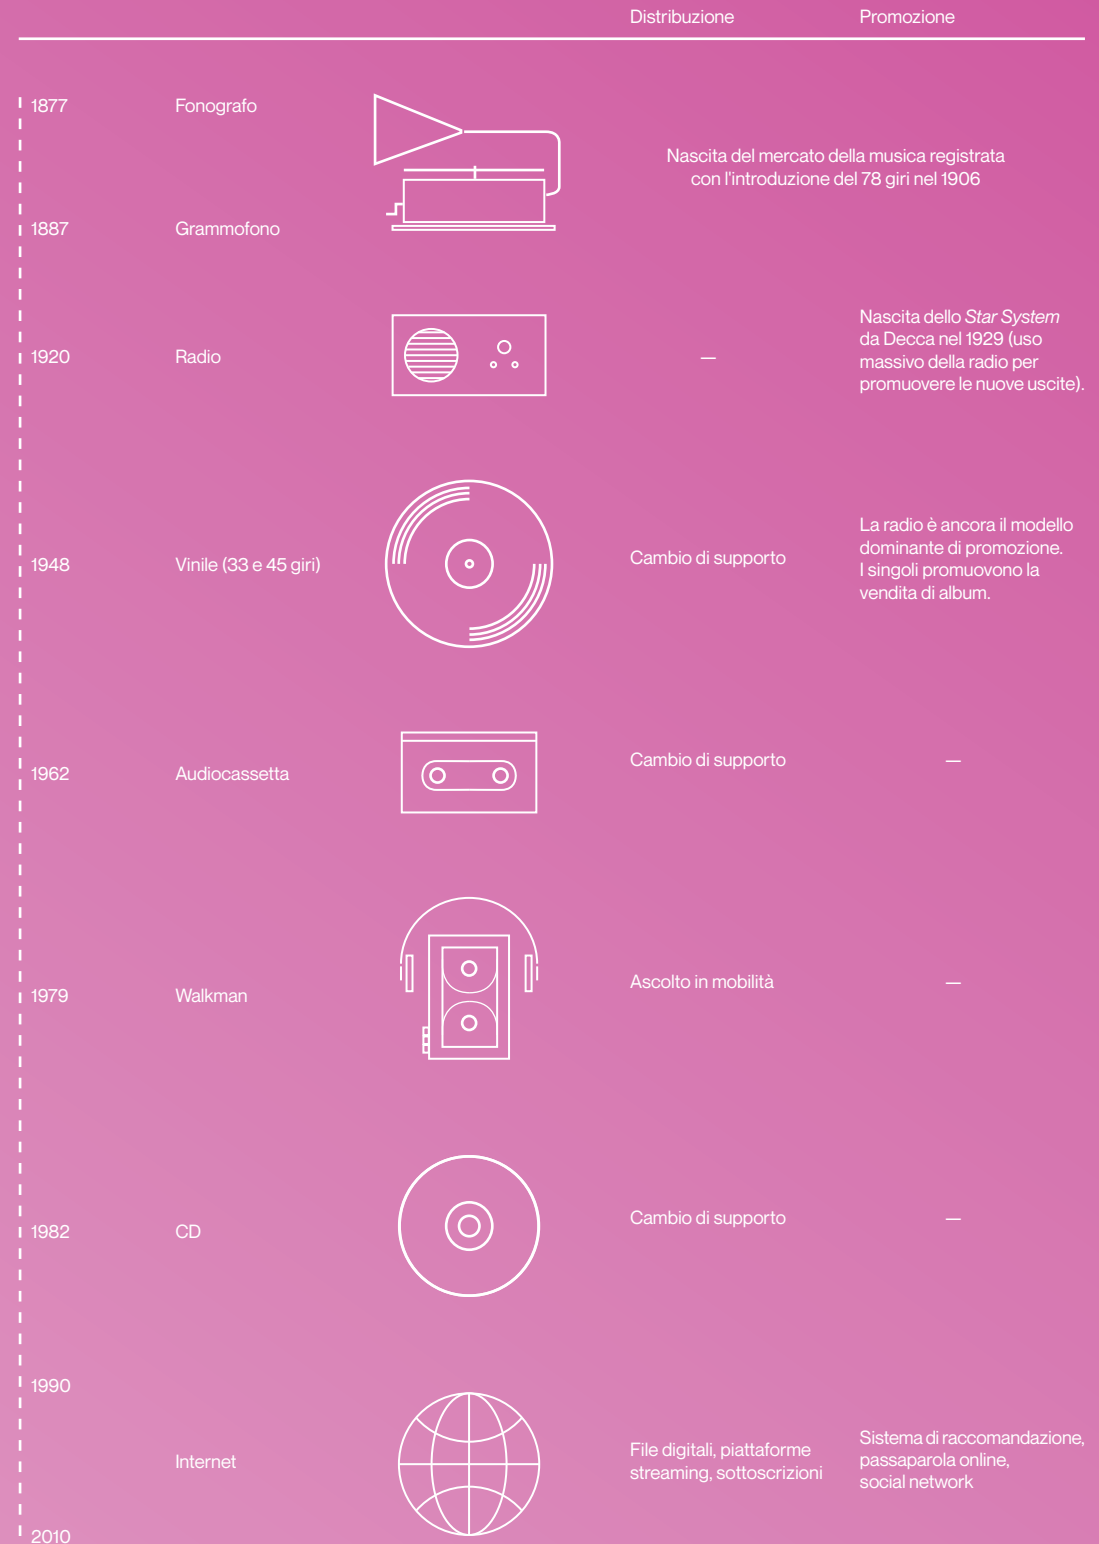 Distribuzione
Promozione
1877
Fonografo
Nascita del mercato della musica registrata
con l'introduzione del 78 giri nel 1906
1887
Grammofono
1920
Radio
—
Nascita dello Star System
da Decca nel 1929 (uso
massivo della radio per
promuovere le nuove uscite).
1948
Vinile (33 e 45 giri)
Cambio di supporto
La radio è ancora il modello
dominante di promozione.
I singoli promuovono la
vendita di album.
1962
Audiocassetta
Cambio di supporto
—
1979
Walkman
Ascolto in mobilità
—
1982
CD
Cambio di supporto
—
1990
Internet
File digitali, piattaforme
streaming, sottoscrizioni
Sistema di raccomandazione,
passaparola online,
social network
2010